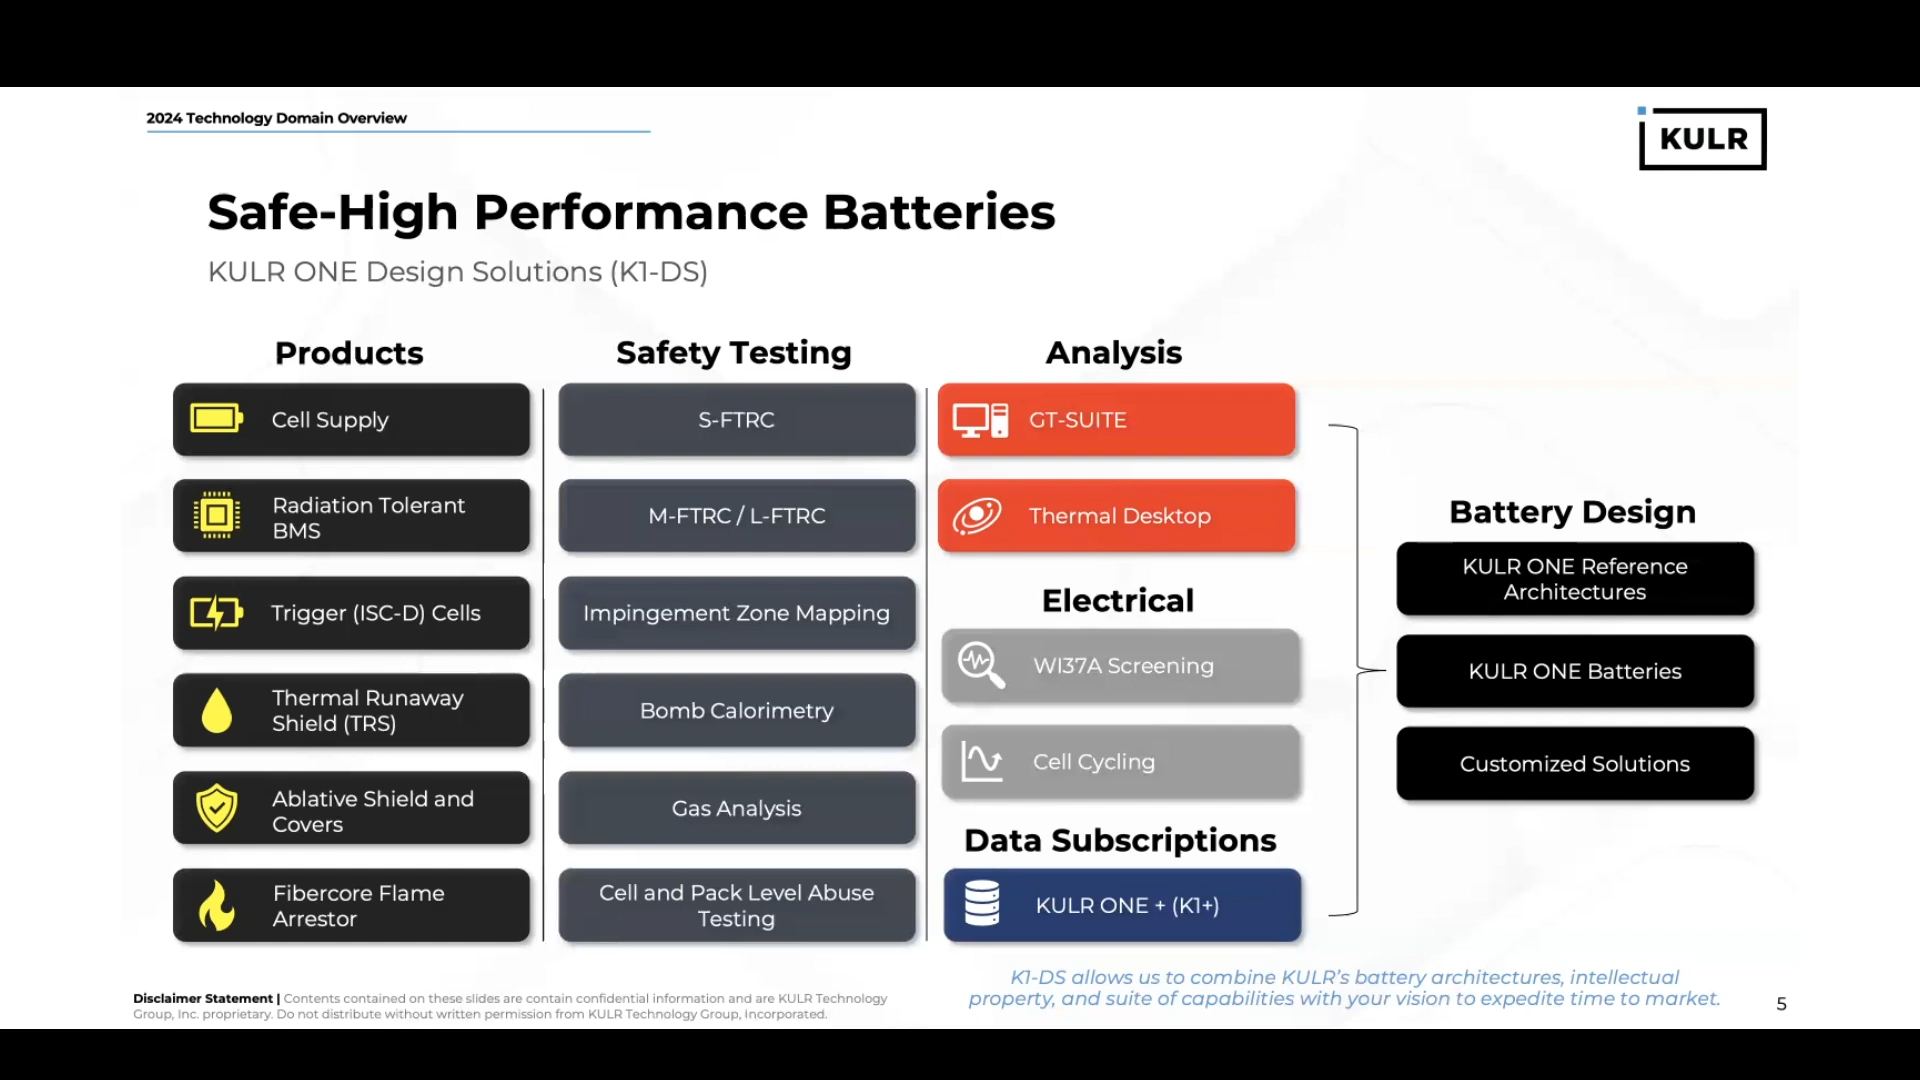 2024 Technology Domain Overview
KULR
Safe-High Performance Batteries
KULR ONE Design Solutions (K1-DS)
Products
Cell Supply
Radiation Tolerant
BMS
Trigger (ISC-D) Cells
Thermal Runaway
Shield (TRS)
Ablative Shield and
Covers
Fibercore Flame
Arrestor
Safety Testing
S-FTRC
M-FTRC / L-FTRC
Impingement Zone Mapping
Bomb Calorimetry
Gas Analysis
Cell and Pack Level Abuse
Testing
Analysis
GT-SUITE
Thermal Desktop
Electrical
WI37A Screening
Cell Cycling
Data Subscriptions
KULR ONE + (K1+)
Battery Design
KULR ONE Reference
Architectures
KULR ONE Batteries
Customized Solutions
K1-DS allows us to combine KULR's battery architectures, intellectual
property, and suite of capabilities with your vision to expedite time to market.
Disclaimer Statement | Contents contained on these slides are contain confidential information and are KULR Technology
Group, Inc. proprietary. Do not distribute without written permission from KULR Technology Group, Incorporated.
5